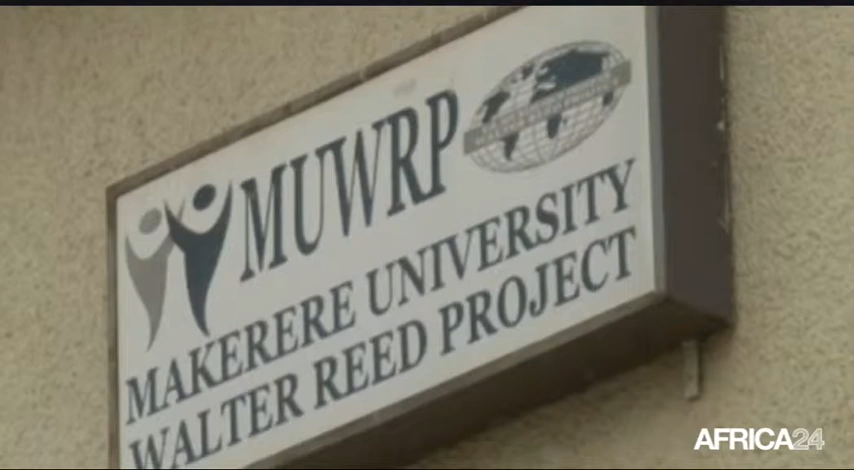 MUWRP
MAKERERE UNIVERSITY
WALTER REED PROJECT
AFRICA24